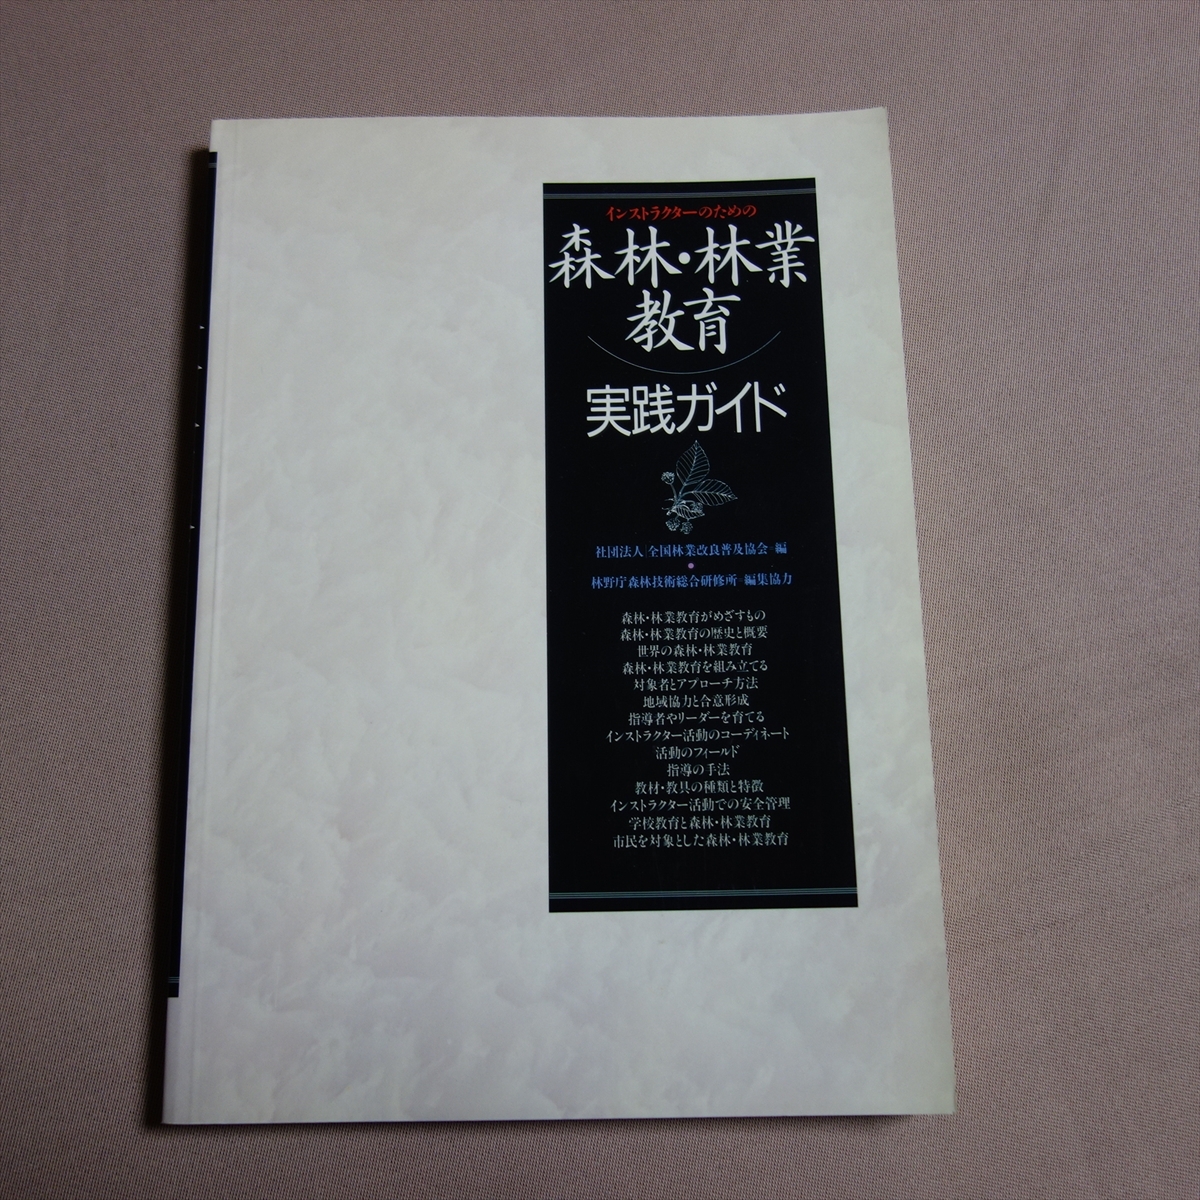 インストラクターのための
森林・林業
教育
実践ガイド
社団法人 全国林業改良普及協会=編
林野庁森林技術総合研修所=編集協力
森林・林業教育がめざすもの
森林・林業教育の歴史と概要
世界の森林・林業教育
森林・林業教育を組み立てる
対象者とアプローチ方法
地域協力と合意形成
指導者やリーダーを育てる
インストラクター活動のコーディネート
活動のフィールド
指導の手法
教材・教具の種類と特徴
インストラクター活動での安全管理
学校教育と森林・林業教育
市民を対象とした森林・林業教育